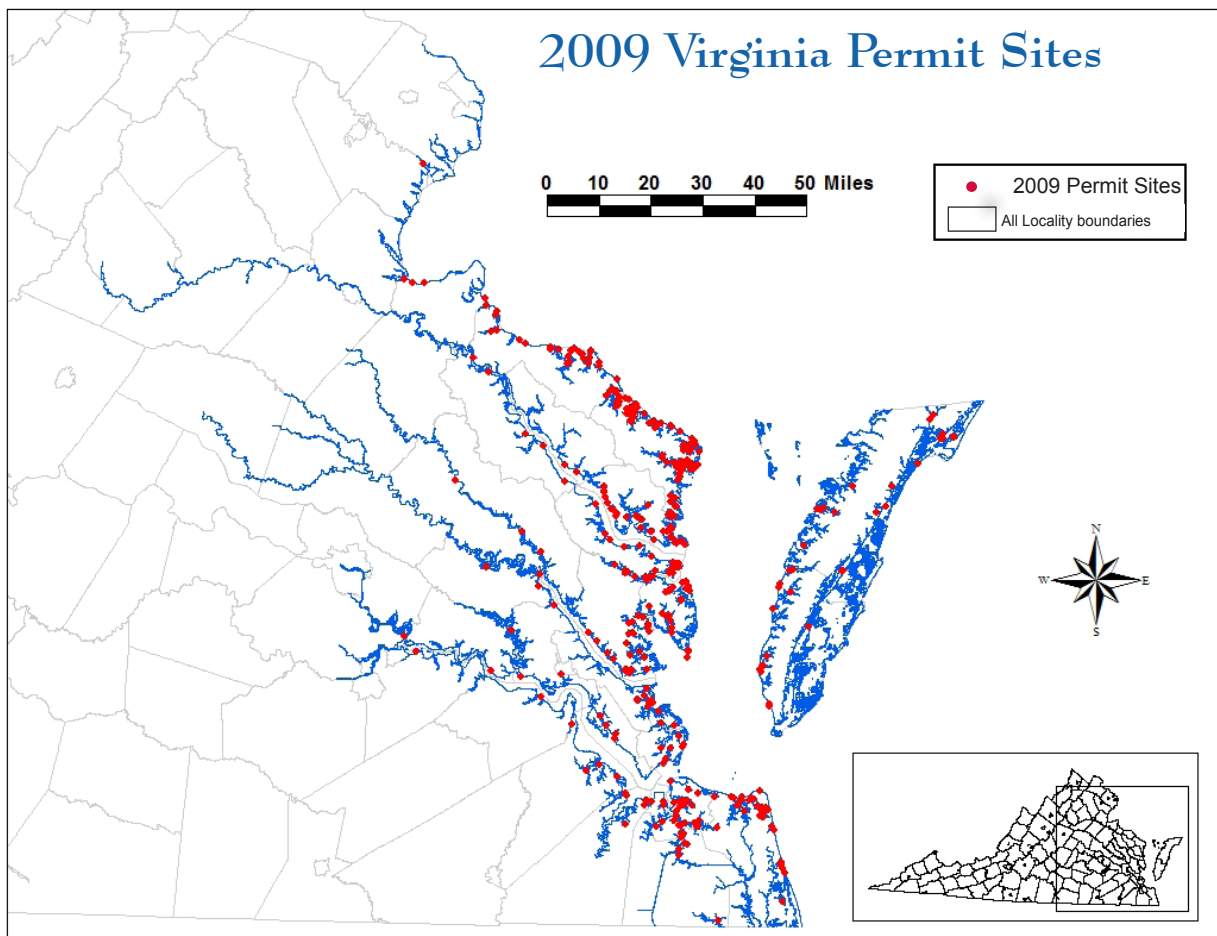 2009 Virginia Permit Sites
0 10 20 30 40 50 Miles
2009 Permit Sites
All Locality boundaries
N
W E
S